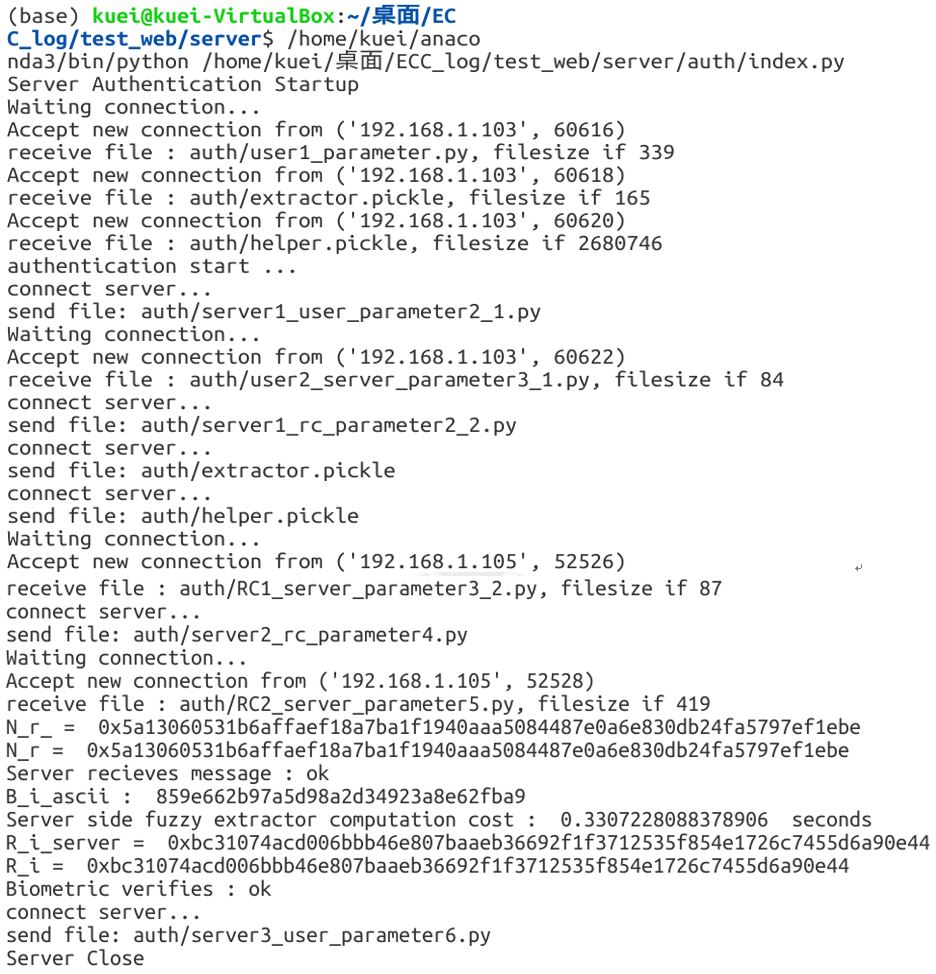 (base) kuei@kuei-VirtualBox:~/桌面/EC
C_log/test_web/server$ /home/kuei/anaco
nda3/bin/python /home/kuei/桌面/ECC_log/test_web/server/auth/index.py
Server Authentication Startup
Waiting connection...
Accept new connection from ('192.168.1.103', 60616)
receive file : auth/user1_parameter.py, filesize if 339
Accept new connection from ('192.168.1.103', 60618)
receive file : auth/extractor.pickle, filesize if 165
Accept new connection from ('192.168.1.103', 60620)
receive file : auth/helper.pickle, filesize if 2680746
authentication start ...
connect server...
send file: auth/server1_user_parameter2_1.py
Waiting connection...
Accept new connection from ('192.168.1.103', 60622)
receive file : auth/user2_server_parameter3_1.py, filesize if 84
connect server...
send file: auth/server1_rc_parameter2_2.py
connect server...
send file: auth/extractor.pickle
connect server...
send file: auth/helper.pickle
Waiting connection...
Accept new connection from ('192.168.1.105', 52526)
receive file : auth/RC1_server_parameter3_2.py, filesize if 87
connect server...
send file: auth/server2_rc_parameter4.py
Waiting connection...
Accept new connection from ('192.168.1.105', 52528)
receive file : auth/RC2_server_parameter5.py, filesize if 419
N_r_ =  0x5a13060531b6affaef18a7ba1f1940aaa5084487e0a6e830db24fa5797ef1ebe
N_r =  0x5a13060531b6affaef18a7ba1f1940aaa5084487e0a6e830db24fa5797ef1ebe
Server recieves message : ok
B_i_ascii :  859e662b97a5d98a2d34923a8e62fba9
Server side fuzzy extractor computation cost :  0.3307228088378906  seconds
R_i_server =  0xbc31074acd006bbb46e807baaeb36692f1f3712535f854e1726c7455d6a90e44
R_i =  0xbc31074acd006bbb46e807baaeb36692f1f3712535f854e1726c7455d6a90e44
Biometric verifies : ok
connect server...
send file: auth/server3_user_parameter6.py
Server Close